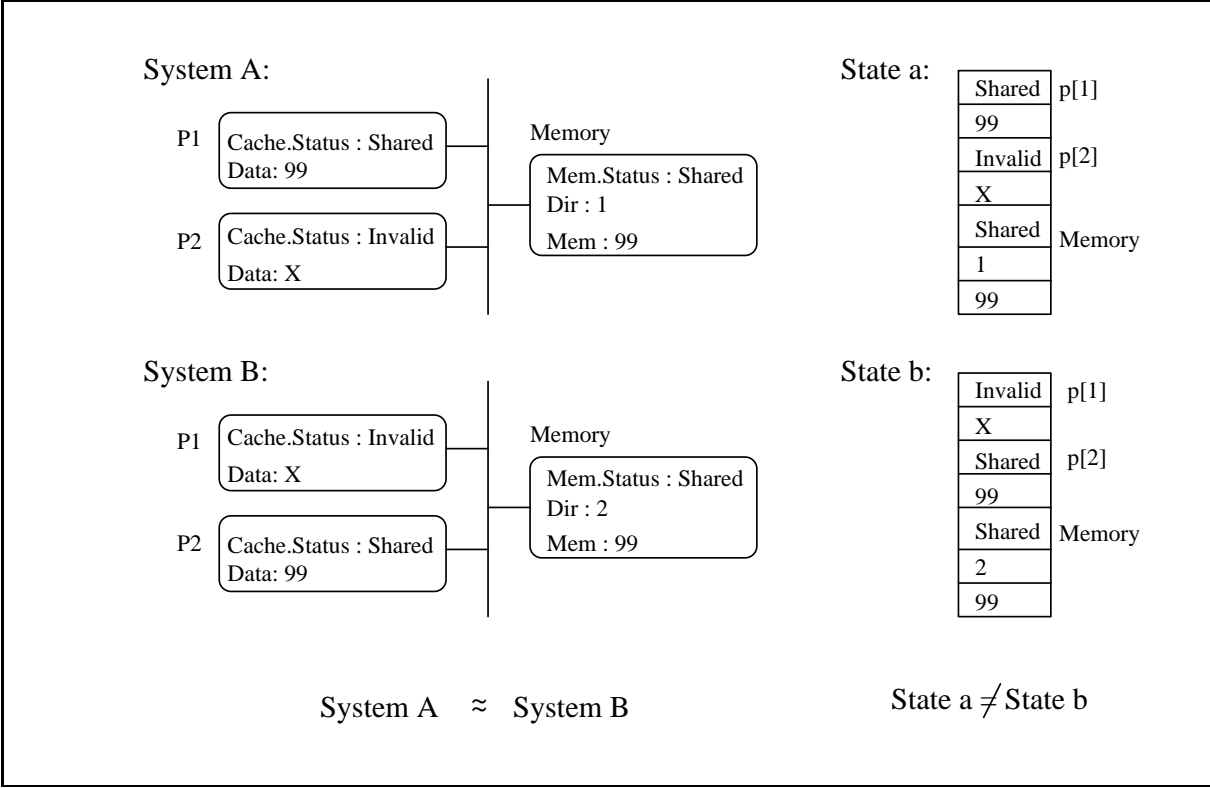 System A:
P1
Cache.Status : Shared
Data: 99
P2
Cache.Status : Invalid
Data: X
Memory
Mem.Status : Shared
Dir : 1
Mem : 99
State a:
Shared p[1]
99
Invalid p[2]
X
Shared Memory
1
99
System B:
P1
Cache.Status : Invalid
Data: X
P2
Cache.Status : Shared
Data: 99
Memory
Mem.Status : Shared
Dir : 2
Mem : 99
State b:
Invalid p[1]
X
Shared p[2]
99
Shared Memory
2
99
System A ≈ System B
State a ≠ State b